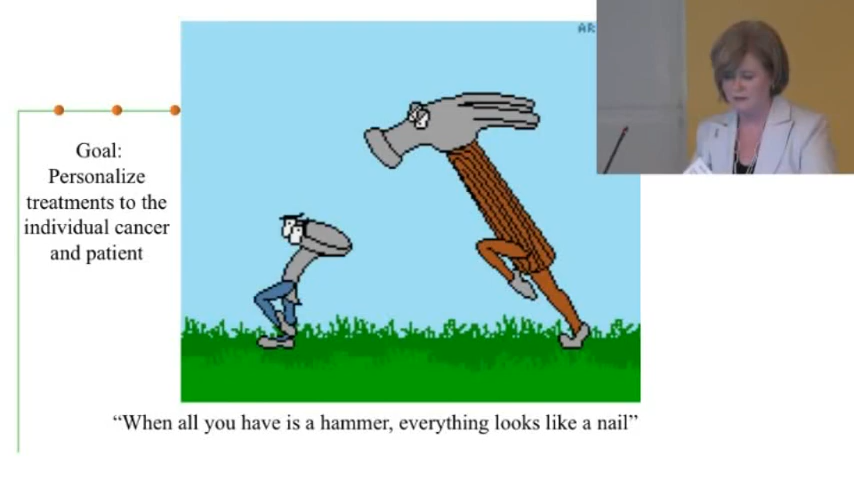 AR
Goal:
Personalize
treatments to the
individual cancer
and patient
“When all you have is a hammer, everything looks like a nail”